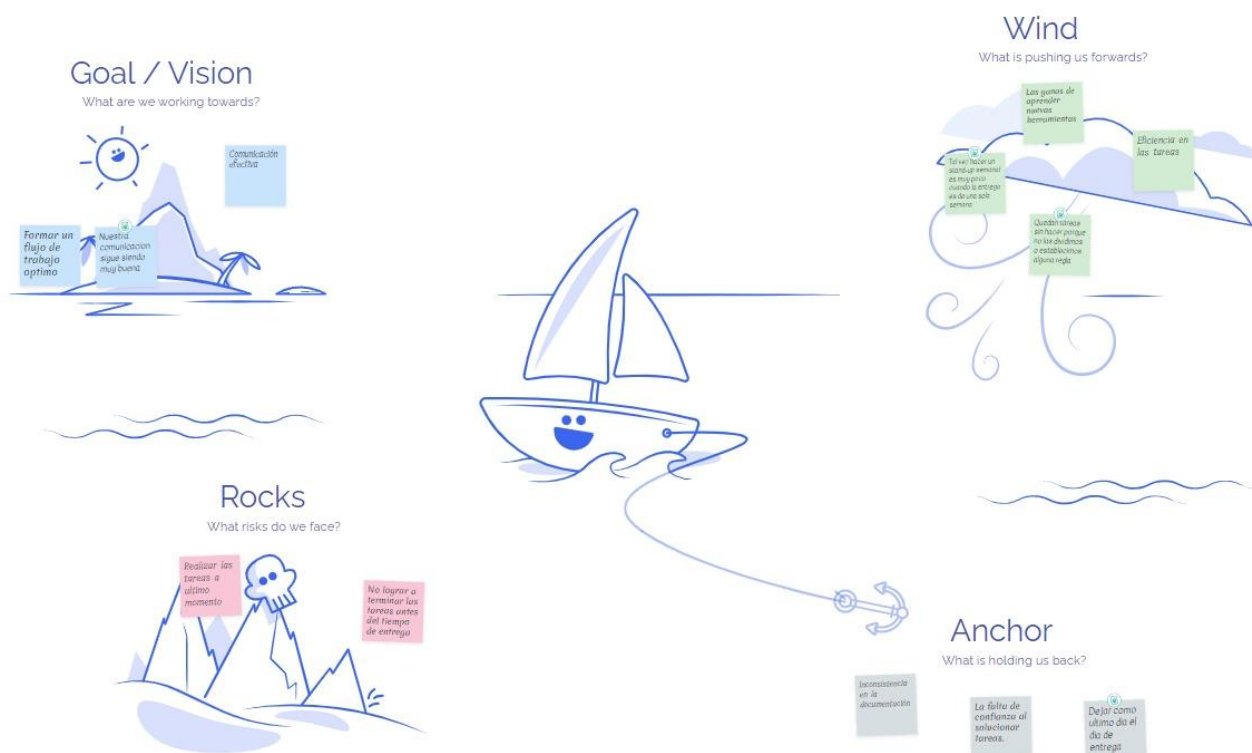 Goal / Vision
What are we working towards?
Comunicación
efectiva
Formar un
flujo de
trabajo
optimo
Nuestra
comunicacion
sigue siendo
muy buena
Wind
What is pushing us forwards?
Las ganas de
aprender
nuevas
herramientas
Eficiencia en
las tareas
Tal vez hacer un
stand-up semanal
es muy poco
cuando la entrega
es de una sola
semana
Quedan tareas
sin hacer porque
no las dividimos
o establecimos
alguna regla
Rocks
What risks do we face?
Realizar las
tareas a
ultimo
momento
No lograr a
terminar las
tareas antes
del tiempo
de entrega
Anchor
What is holding us back?
Inconsistencia
en la
documentación
La falta de
confianza al
solucionar
tareas.
Dejar como
ultimo dia el
dia de
entrega